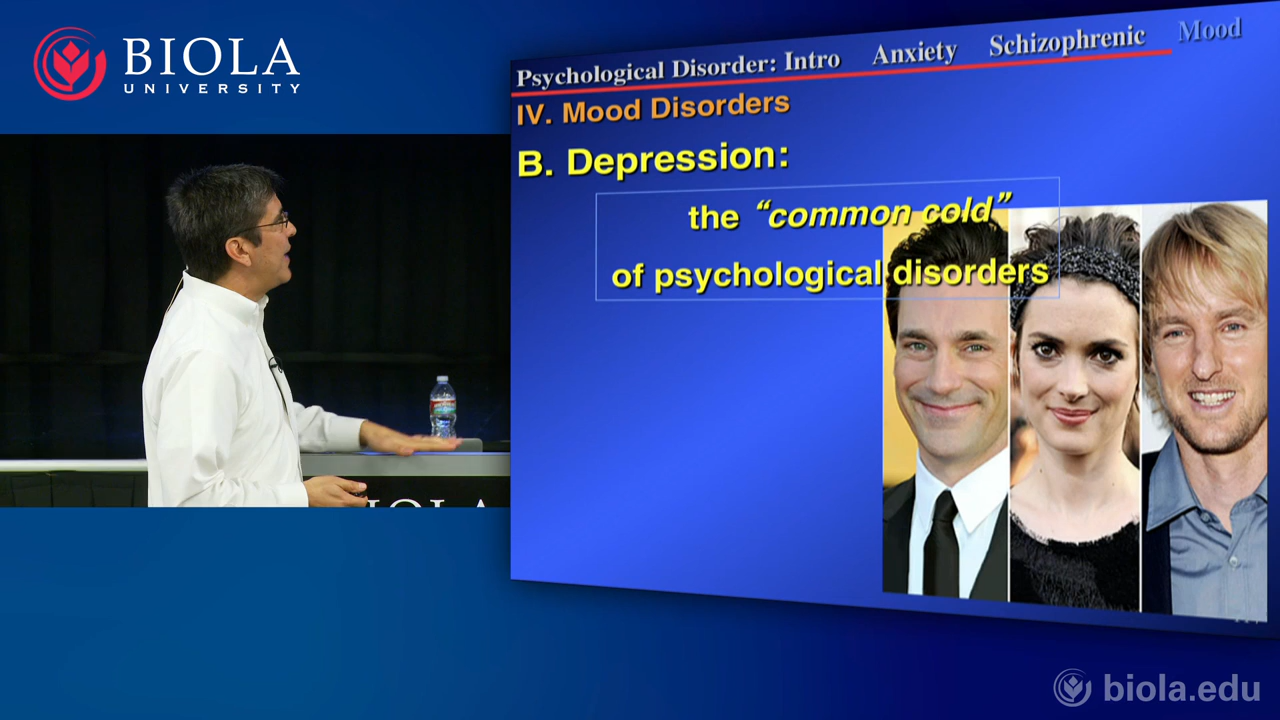 BIOLA
UNIVERSITY
Psychological Disorder: Intro Anxiety Schizophrenic Mood
IV. Mood Disorders
B. Depression:
the “common cold”
of psychological disorders
BIOLA
biola.edu